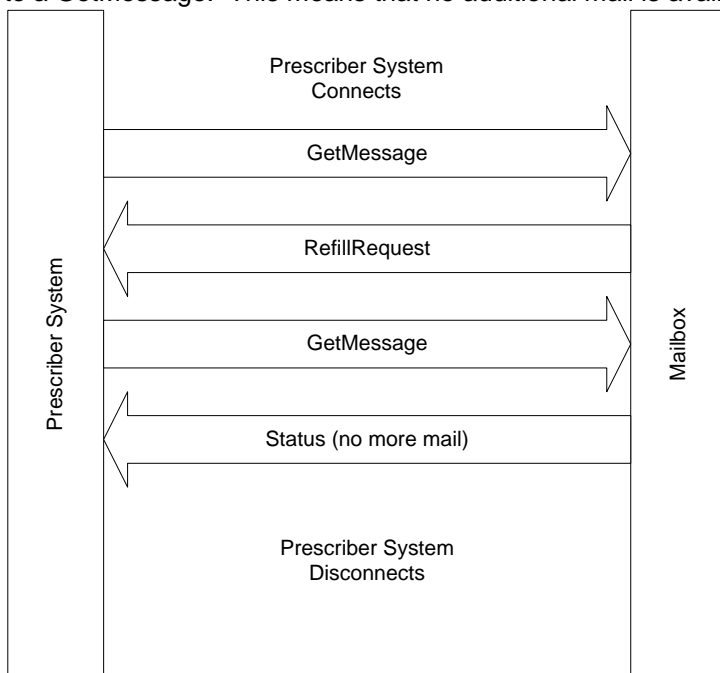 to a GetMessage. This means that no additional mail is avail
Prescriber System
Connects
GetMessage
RefillRequest
Prescriber System
GetMessage
Mailbox
Status (no more mail)
Prescriber System
Disconnects